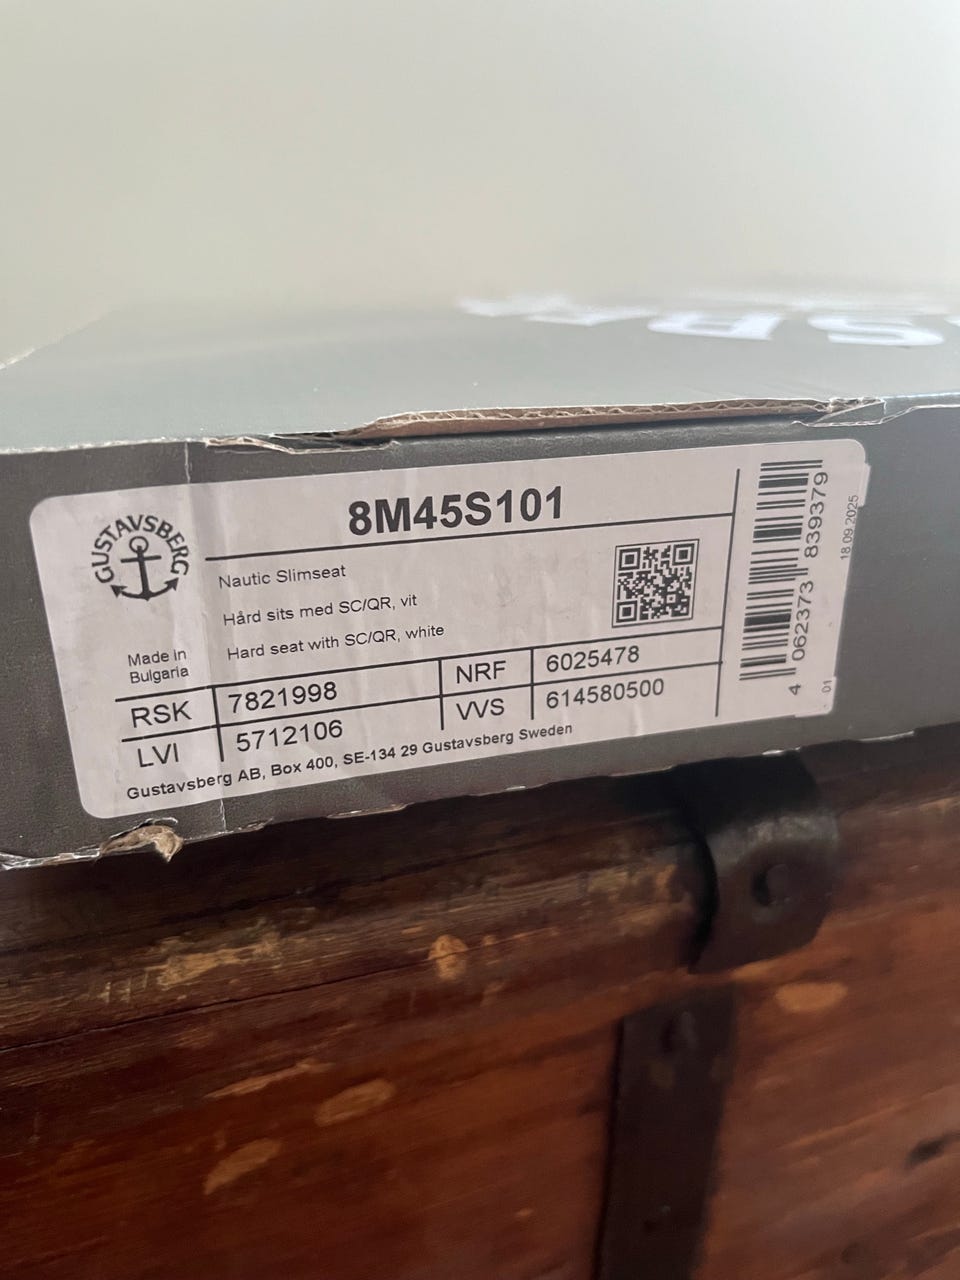 GUSTAVSBERG
8M45S101
Nautic Slimseat
Hård sits med SC/QR, vit
Hard seat with SC/QR, white
Made in
Bulgaria
RSK 7821998 NRF 6025478
LVI 5712106 VVS 614580500
Gustavsberg AB, Box 400, SE-134 29 Gustavsberg Sweden
4 062373 839379
18.09.2025
01